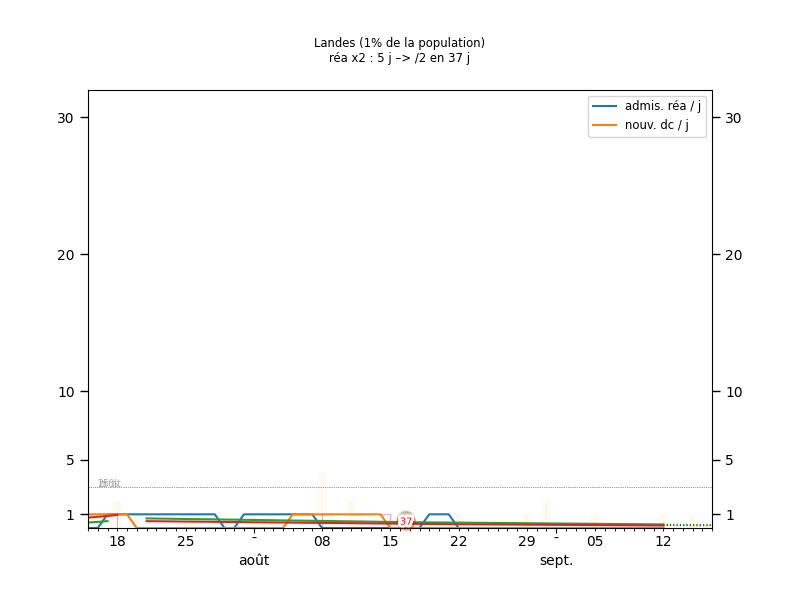 Landes (1% de la population)
réa x2 : 5 j –> /2 en 37 j
admis. réa / j
nouv. dc / j
30 30
20 20
10 10
5 5
1 1
37
18 25 - 08 15 22 29 - 05 12
août sept.